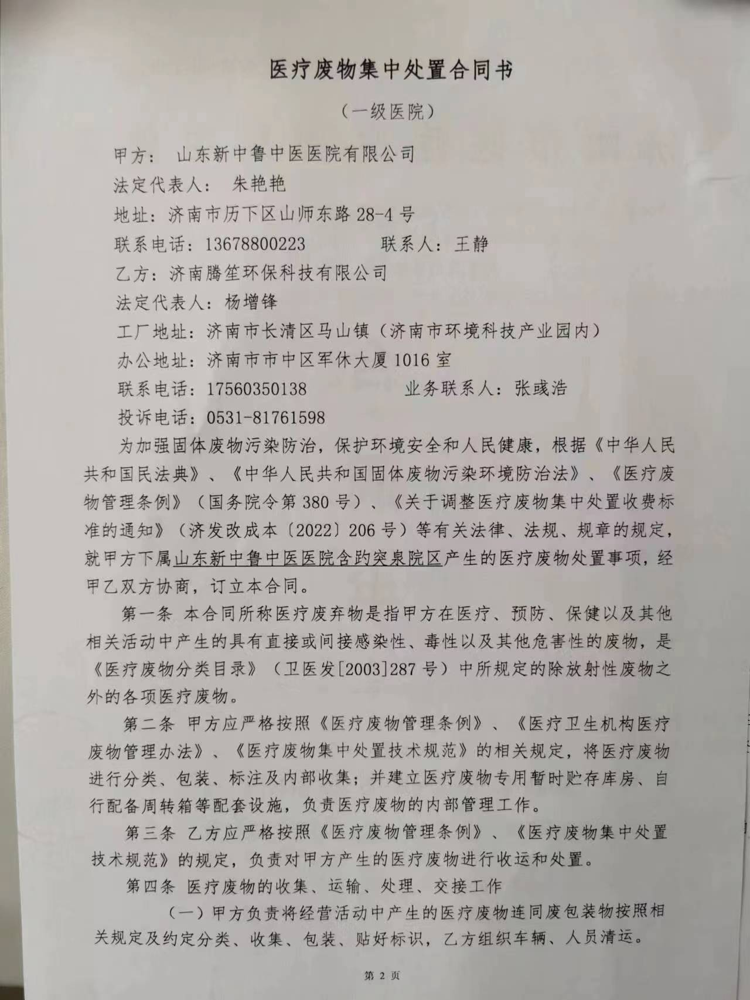 医疗废物集中处置合同书
（一级医院）
甲方： 山东新中鲁中医医院有限公司
法定代表人： 朱艳艳
地址：济南市历下区山师东路 28-4 号
联系电话：13678800223 联系人：王静
乙方：济南腾笙环保科技有限公司
法定代表人：杨增锋
工厂地址：济南市长清区马山镇（济南市环境科技产业园内）
办公地址：济南市市中区军休大厦 1016 室
联系电话：17560350138 业务联系人：张彧浩
投诉电话：0531-81761598
为加强固体废物污染防治，保护环境安全和人民健康，根据《中华人民
共和国民法典》、《中华人民共和国固体废物污染环境防治法》、《医疗废
物管理条例》（国务院令第 380 号）、《关于调整医疗废物集中处置收费标
准的通知》（济发改成本〔2022〕206 号）等有关法律、法规、规章的规定，
就甲方下属山东新中鲁中医医院含趵突泉院区产生的医疗废物处置事项，经
甲乙双方协商，订立本合同。
第一条 本合同所称医疗废弃物是指甲方在医疗、预防、保健以及其他
相关活动中产生的具有直接或间接感染性、毒性以及其他危害性的废物，是
《医疗废物分类目录》（卫医发[2003]287 号）中所规定的除放射性废物之
外的各项医疗废物。
第二条 甲方应严格按照《医疗废物管理条例》、《医疗卫生机构医疗
废物管理办法》、《医疗废物集中处置技术规范》的相关规定，将医疗废物
进行分类、包装、标注及内部收集；并建立医疗废物专用暂时贮存库房、自
行配备周转箱等配套设施，负责医疗废物的内部管理工作。
第三条 乙方应严格按照《医疗废物管理条例》、《医疗废物集中处置
技术规范》的规定，负责对甲方产生的医疗废物进行收运和处置。
第四条 医疗废物的收集、运输、处理、交接工作
（一）甲方负责将经营活动中产生的医疗废物连同废包装物按照相
关规定及约定分类、收集、包装、贴好标识，乙方组织车辆、人员清运。
第 2 页